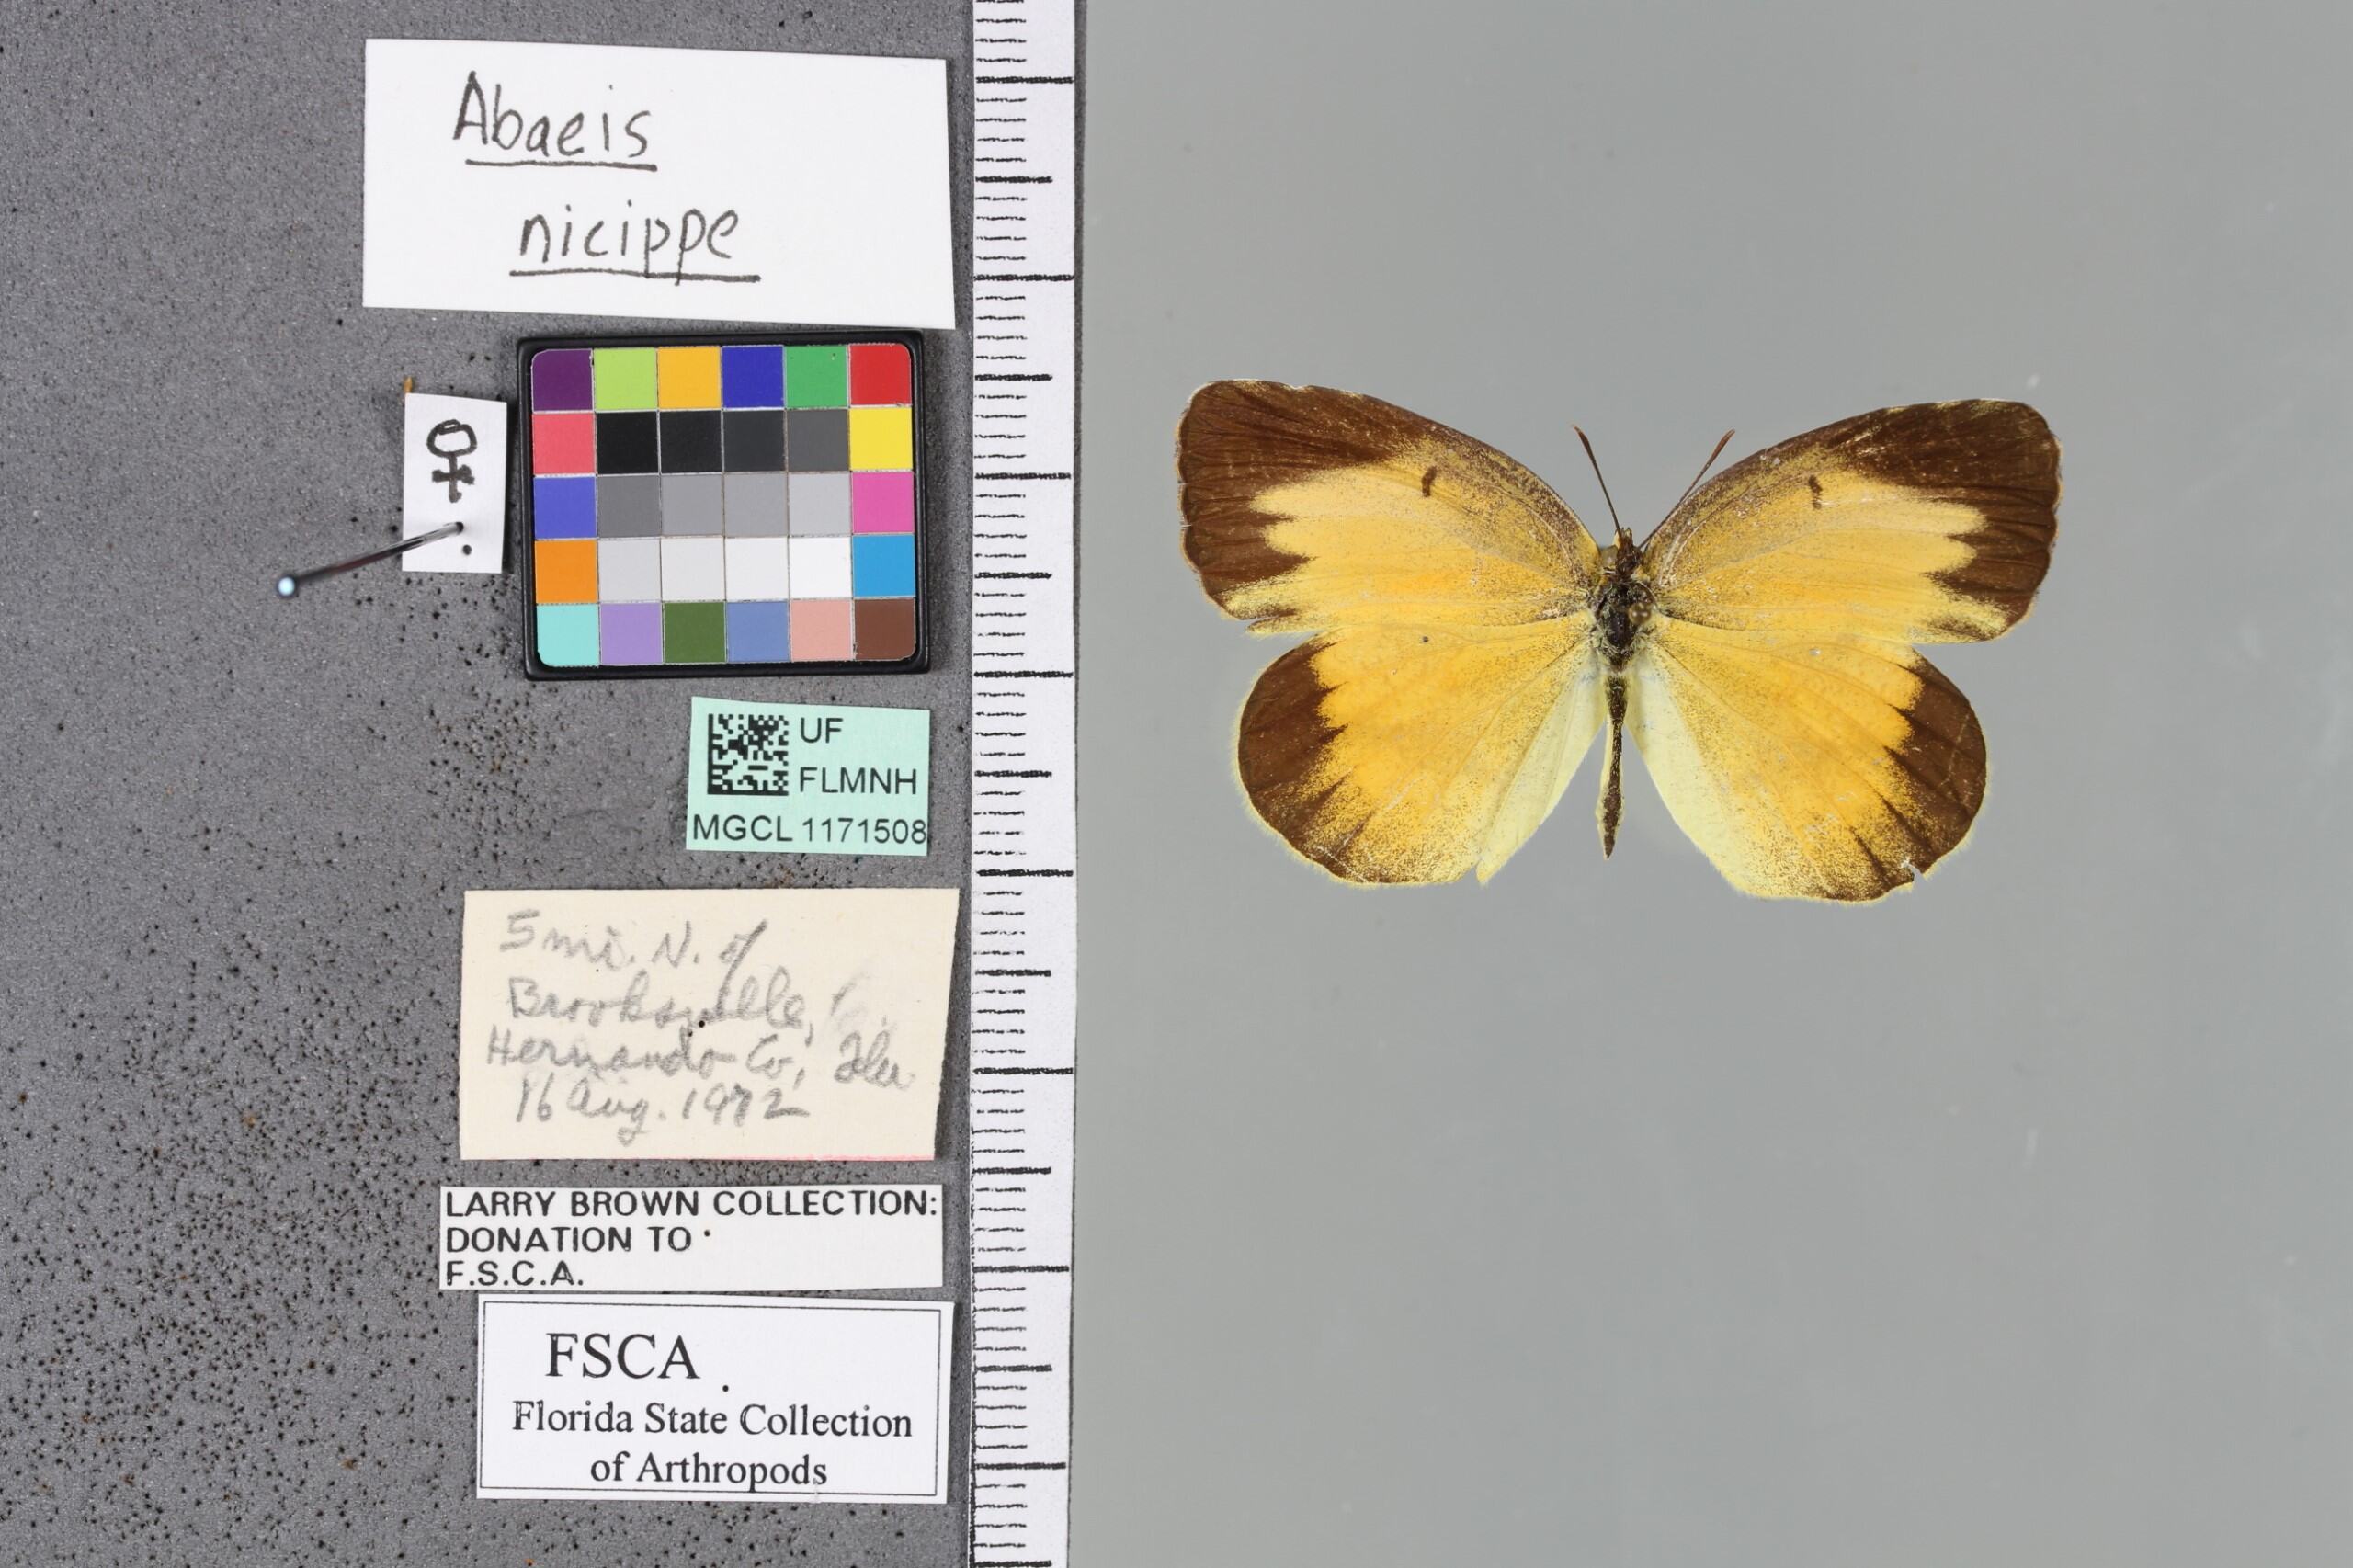 Abaeis
nicippe
♀
UF
FLMNH
MGCL 1171508
5 mi. N. of
Brooksville,
Hernando Co, Fla
16 Aug. 1972
LARRY BROWN COLLECTION:
DONATION TO
F.S.C.A.
FSCA
Florida State Collection
of Arthropods